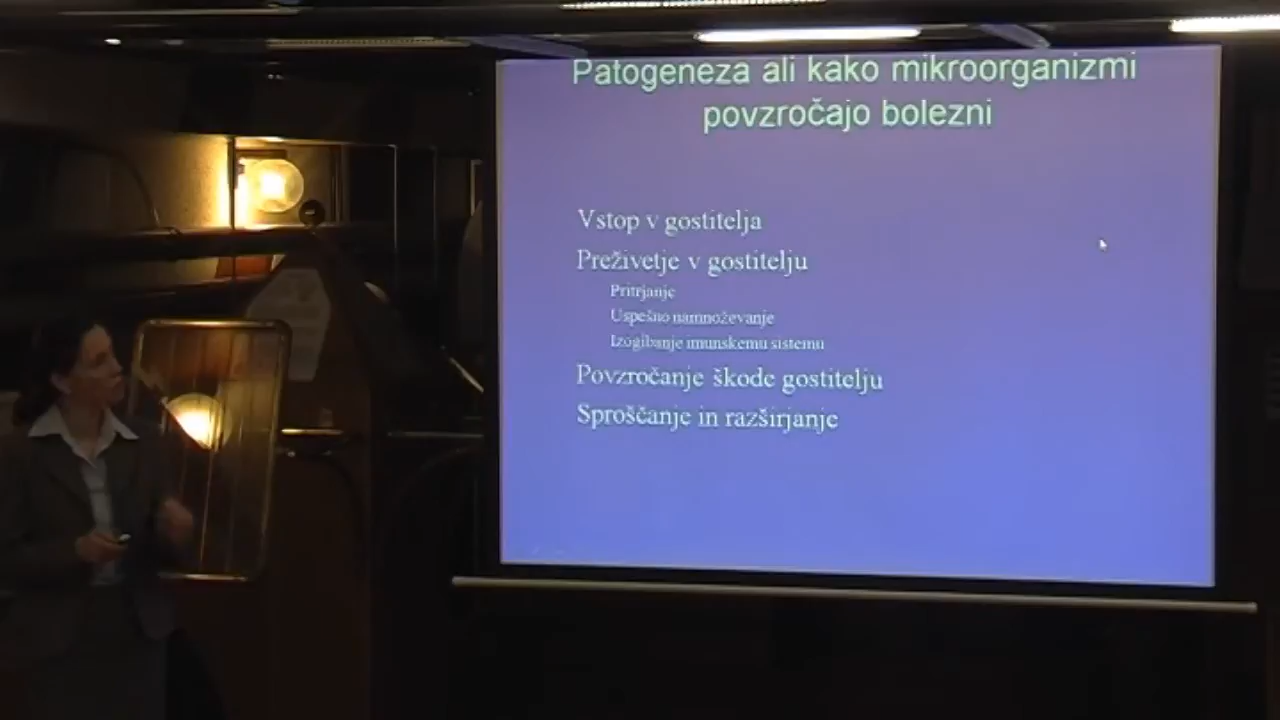 Patogeneza ali kako mikroorganizmi
povzročajo bolezni
Vstop v gostitelja
Preživetje v gostitelju
Pritrjanje
Uspešno namnoževanje
Izogibanje imunskemu sistemu
Povzročanje škode gostitelju
Sproščanje in razširjanje